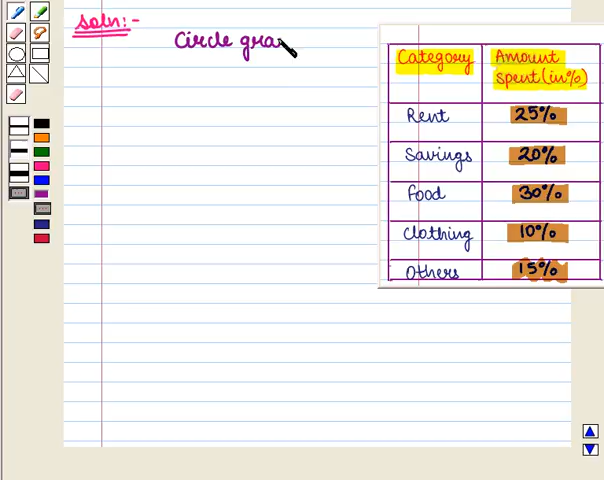 Soln:-
Circle gra
Category Amount spent(in%)
Rent 25%
Savings 20%
Food 30%
Clothing 10%
Others 15%